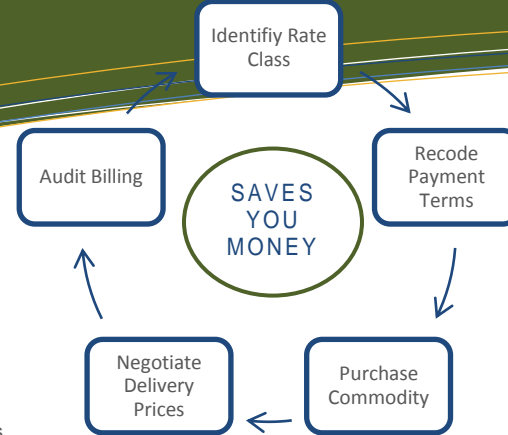 Identifiy Rate
Class
Audit Billing
Recode
Payment
Terms
SAVES
YOU
MONEY
Negotiate
Delivery
Prices
Purchase
Commodity